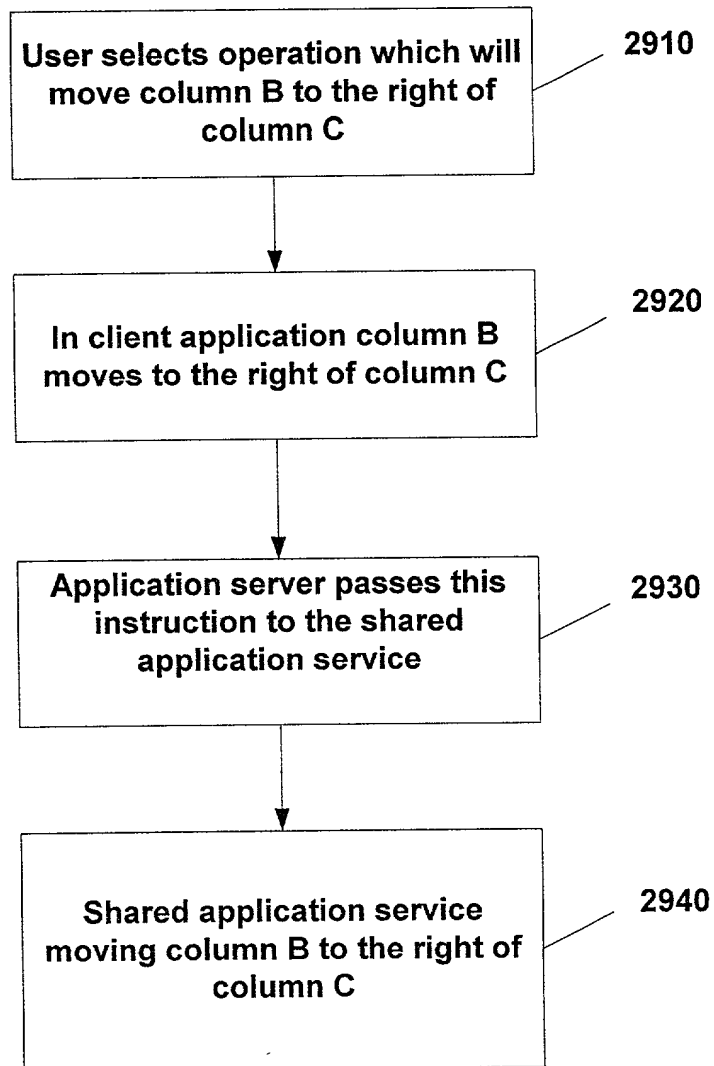 User selects operation which will
move column B to the right of
column C
2910
In client application column B
moves to the right of column C
2920
Application server passes this
instruction to the shared
application service
2930
Shared application service
moving column B to the right of
column C
2940